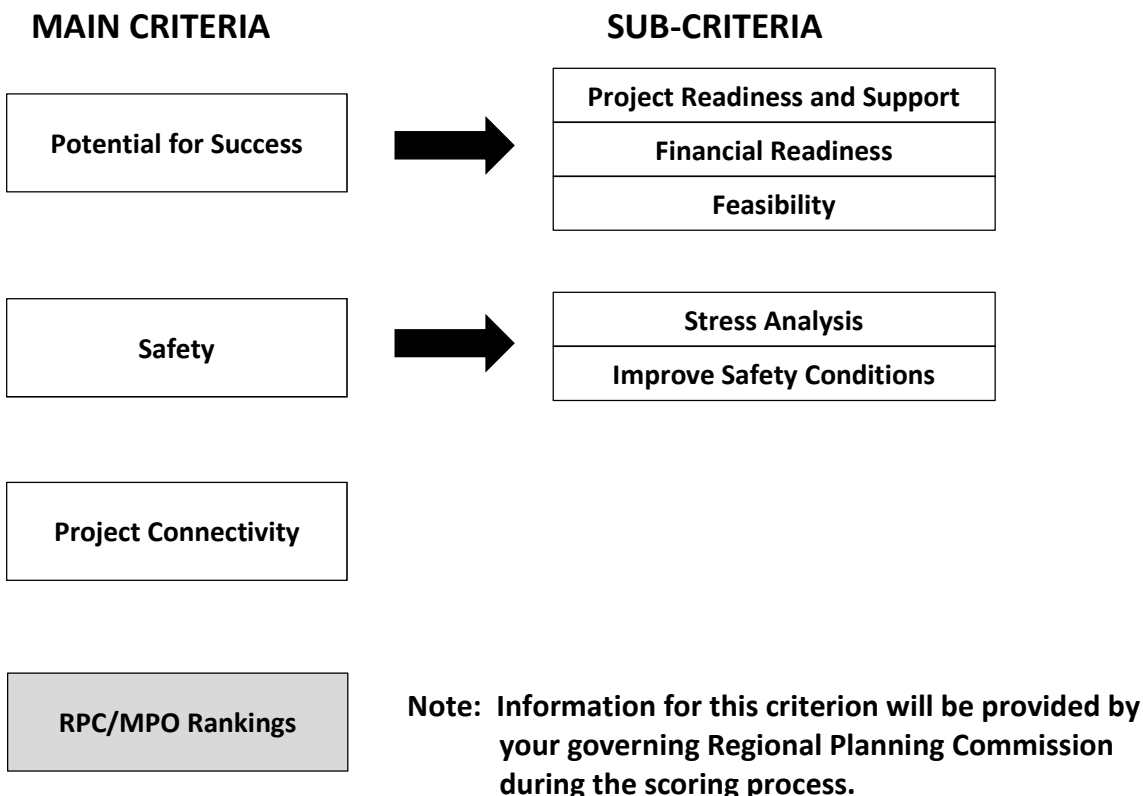 MAIN CRITERIA
SUB-CRITERIA
Potential for Success
Project Readiness and Support
Financial Readiness
Feasibility
Safety
Stress Analysis
Improve Safety Conditions
Project Connectivity
RPC/MPO Rankings
Note: Information for this criterion will be provided by
your governing Regional Planning Commission
during the scoring process.